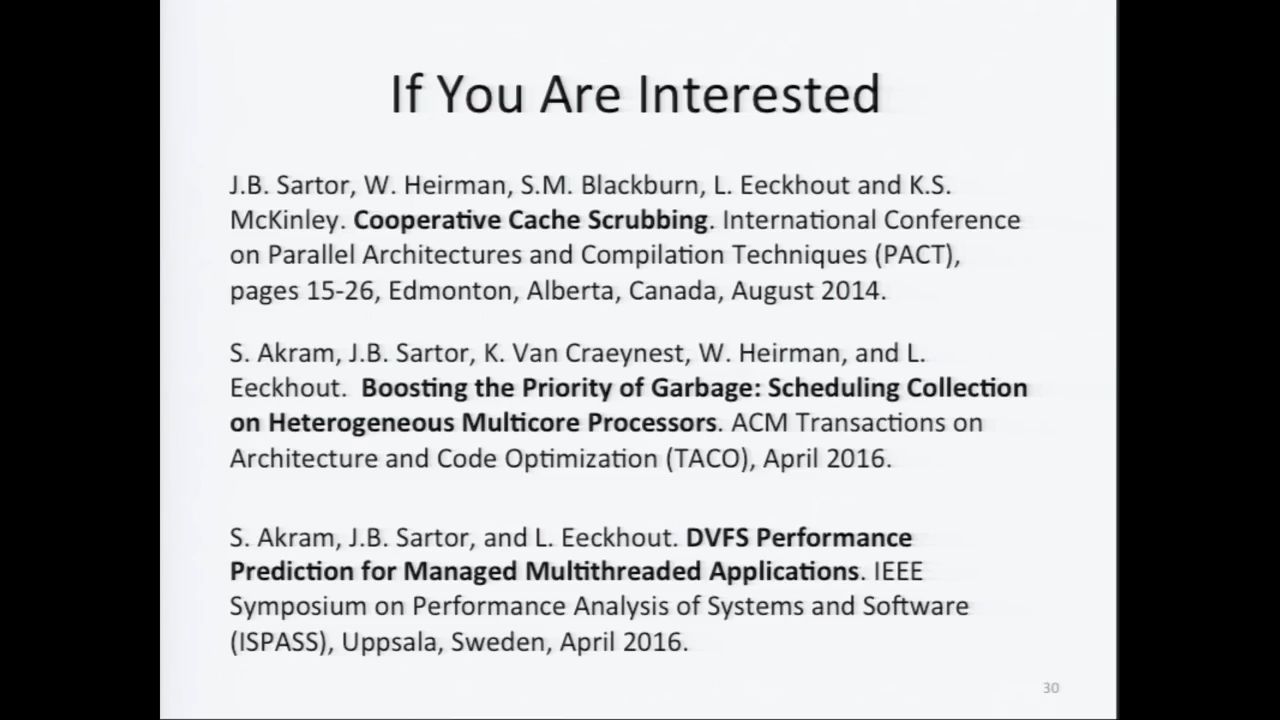 If You Are Interested
J.B. Sartor, W. Heirman, S.M. Blackburn, L. Eeckhout and K.S.
McKinley. Cooperative Cache Scrubbing. International Conference
on Parallel Architectures and Compilation Techniques (PACT),
pages 15-26, Edmonton, Alberta, Canada, August 2014.
S. Akram, J.B. Sartor, K. Van Craeynest, W. Heirman, and L.
Eeckhout. Boosting the Priority of Garbage: Scheduling Collection
on Heterogeneous Multicore Processors. ACM Transactions on
Architecture and Code Optimization (TACO), April 2016.
S. Akram, J.B. Sartor, and L. Eeckhout. DVFS Performance
Prediction for Managed Multithreaded Applications. IEEE
Symposium on Performance Analysis of Systems and Software
(ISPASS), Uppsala, Sweden, April 2016.
30